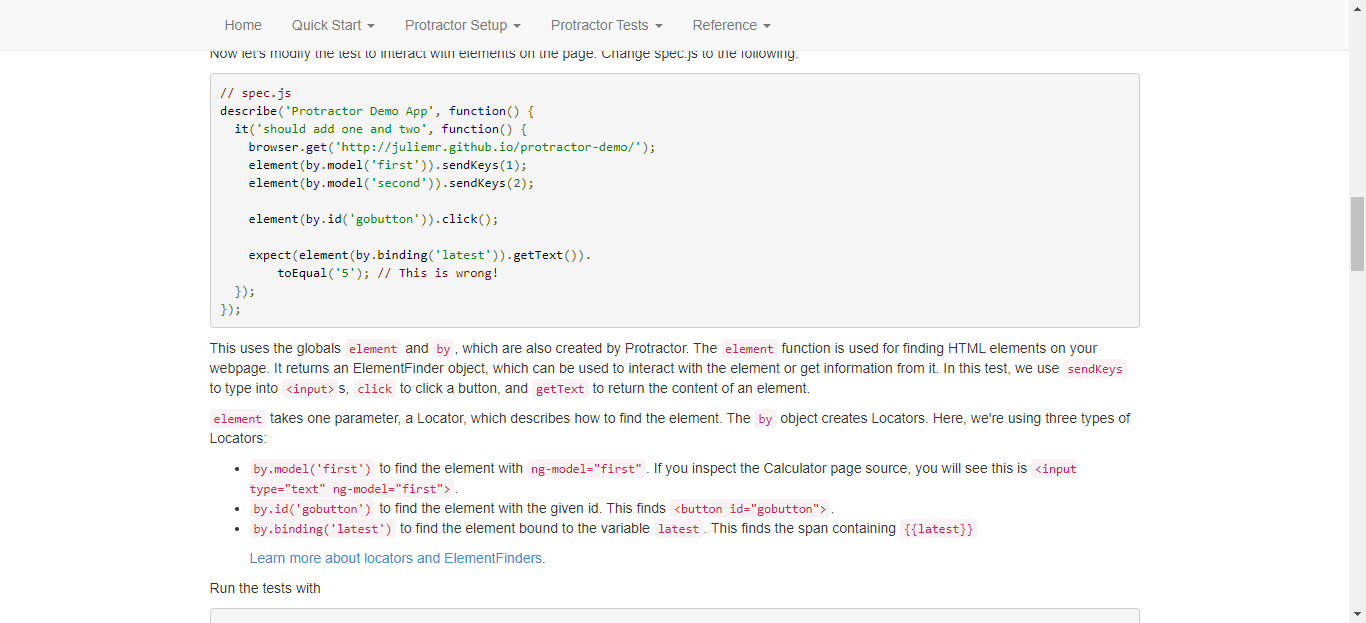 Home Quick Start Protractor Setup Protractor Tests Reference
Now let's modify the test to interact with elements on the page. Change spec.js to the following:
// spec.js
describe('Protractor Demo App', function() {
  it('should add one and two', function() {
    browser.get('http://juliemr.github.io/protractor-demo/');
    element(by.model('first')).sendKeys(1);
    element(by.model('second')).sendKeys(2);
    element(by.id('gobutton')).click();
    expect(element(by.binding('latest')).getText()).
        toEqual('5'); // This is wrong!
  });
});
This uses the globals element and by, which are also created by Protractor. The element function is used for finding HTML elements on your
webpage. It returns an ElementFinder object, which can be used to interact with the element or get information from it. In this test, we use sendKeys
to type into <input> s, click to click a button, and getText to return the content of an element.
element takes one parameter, a Locator, which describes how to find the element. The by object creates Locators. Here, we're using three types of
Locators:
• by.model('first') to find the element with ng-model="first". If you inspect the Calculator page source, you will see this is <input
type="text" ng-model="first">.
• by.id('gobutton') to find the element with the given id. This finds <button id="gobutton">.
• by.binding('latest') to find the element bound to the variable latest. This finds the span containing {{latest}}
Learn more about locators and ElementFinders.
Run the tests with